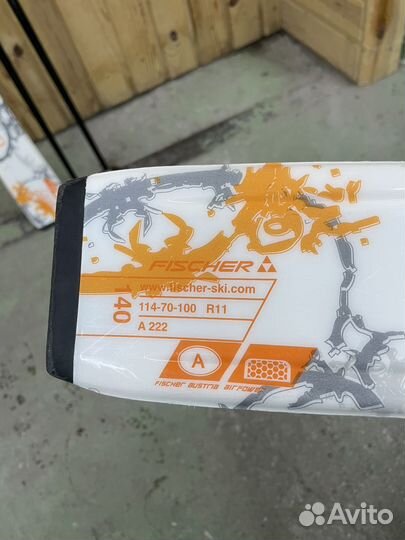 FISCHER
www.fischer-ski.com
140
114-70-100 R11
A 222
A
FISCHER AUSTRIA AIRPOWER
Avito